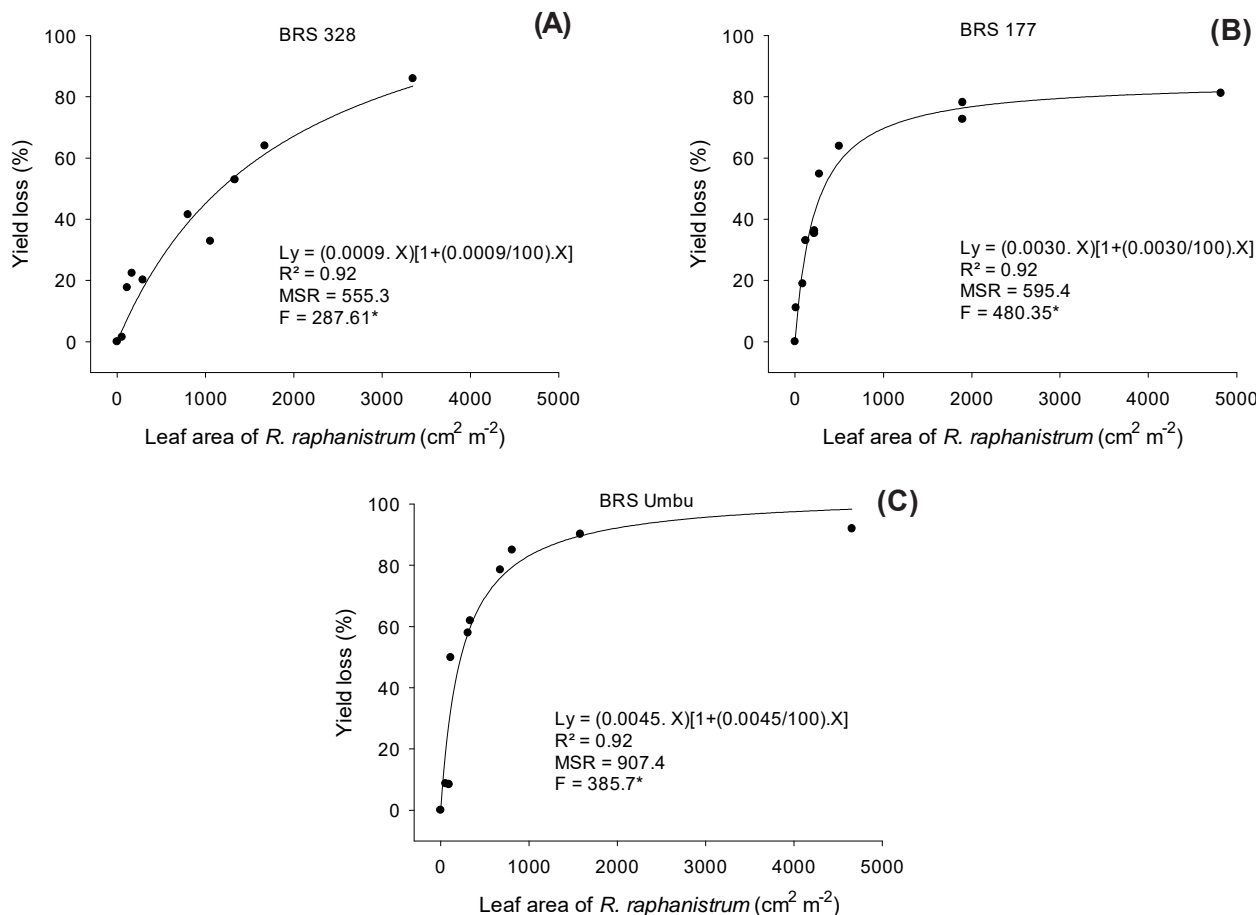 BRS 328
(A)
100
80
60
40
20
0
Yield loss (%)
Ly = (0.0009. X)[1+(0.0009/100).X]
R² = 0.92
MSR = 555.3
F = 287.61*
0 1000 2000 3000 4000 5000
Leaf area of R. raphanistrum (cm² m⁻²)
BRS 177
(B)
100
80
60
40
20
0
Yield loss (%)
Ly = (0.0030. X)[1+(0.0030/100).X]
R² = 0.92
MSR = 595.4
F = 480.35*
0 1000 2000 3000 4000 5000
Leaf area of R. raphanistrum (cm² m⁻²)
BRS Umbu
(C)
100
80
60
40
20
0
Yield loss (%)
Ly = (0.0045. X)[1+(0.0045/100).X]
R² = 0.92
MSR = 907.4
F = 385.7*
0 1000 2000 3000 4000 5000
Leaf area of R. raphanistrum (cm² m⁻²)